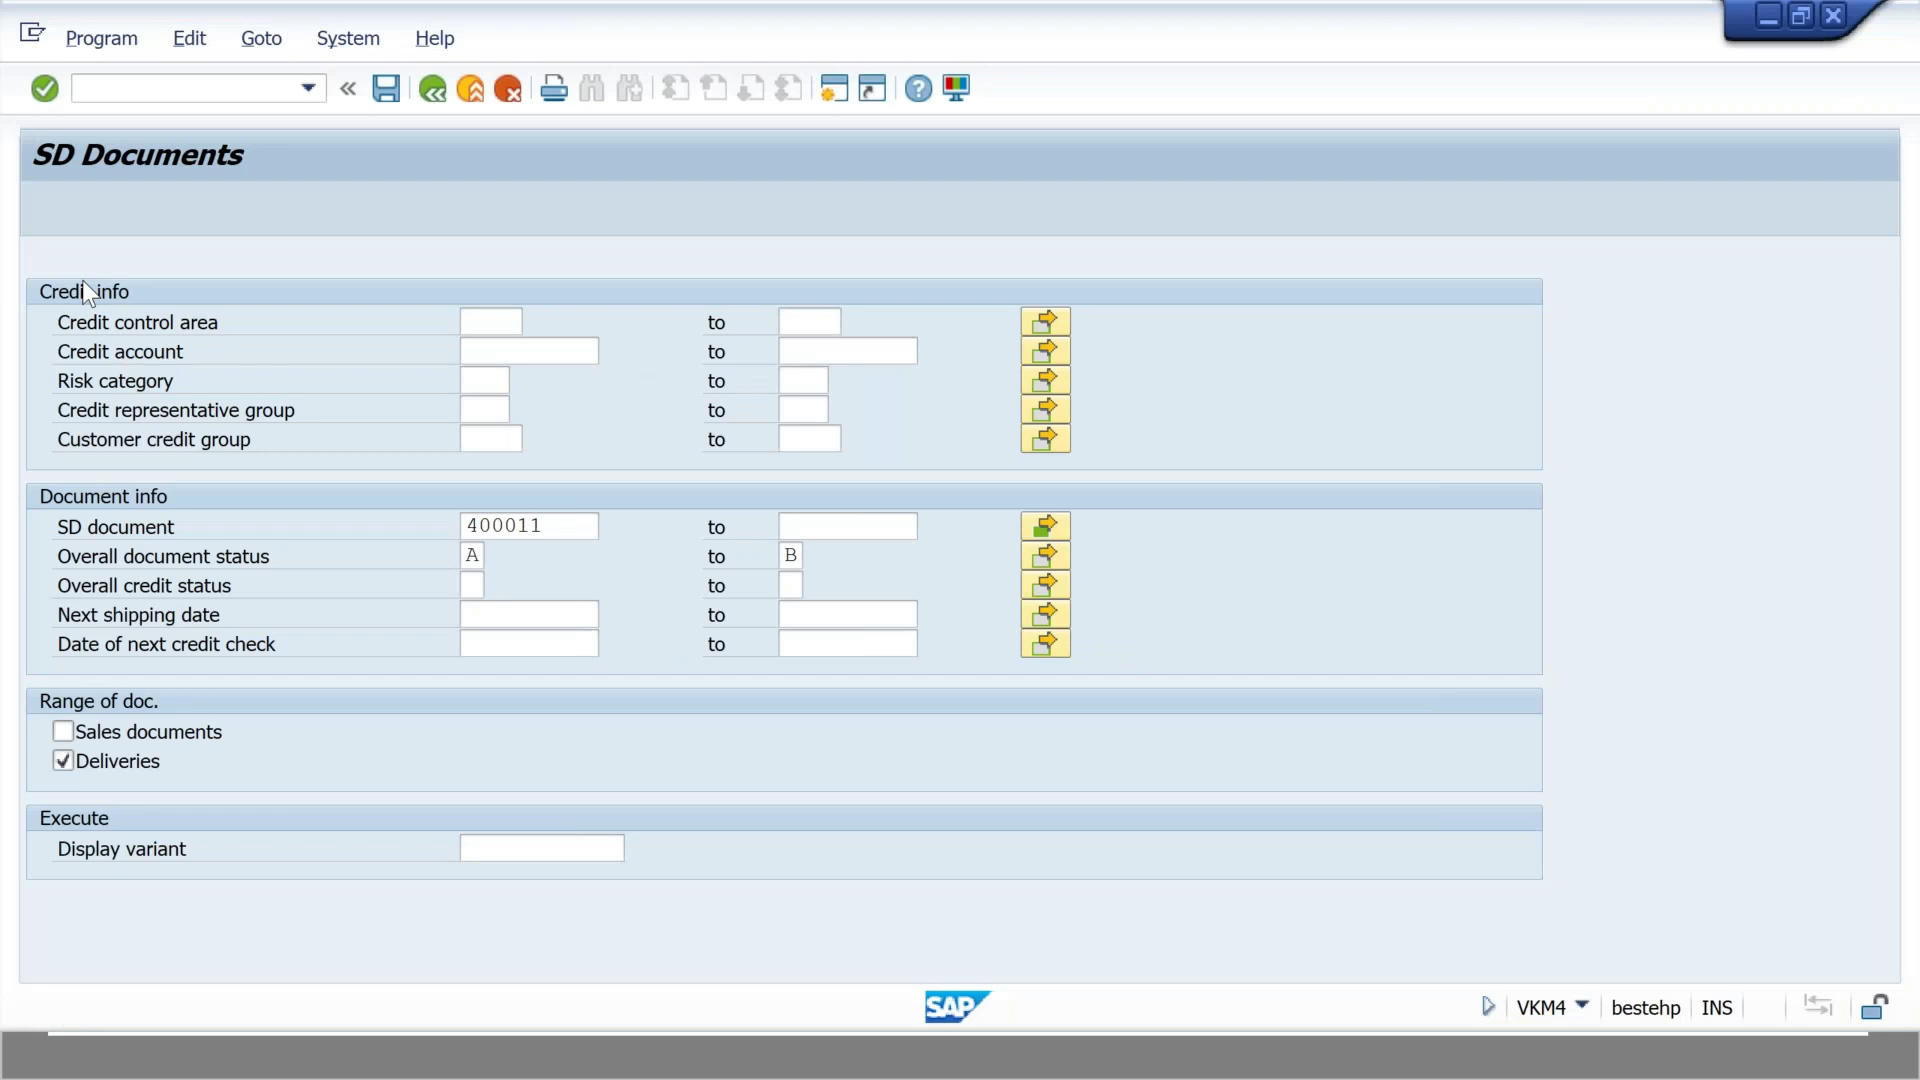 Program Edit Goto System Help
SD Documents
Credit info
Credit control area to
Credit account to
Risk category to
Credit representative group to
Customer credit group to
Document info
SD document 400011 to
Overall document status A to B
Overall credit status to
Next shipping date to
Date of next credit check to
Range of doc.
Sales documents
Deliveries
Execute
Display variant
SAP VKM4 bestehp INS